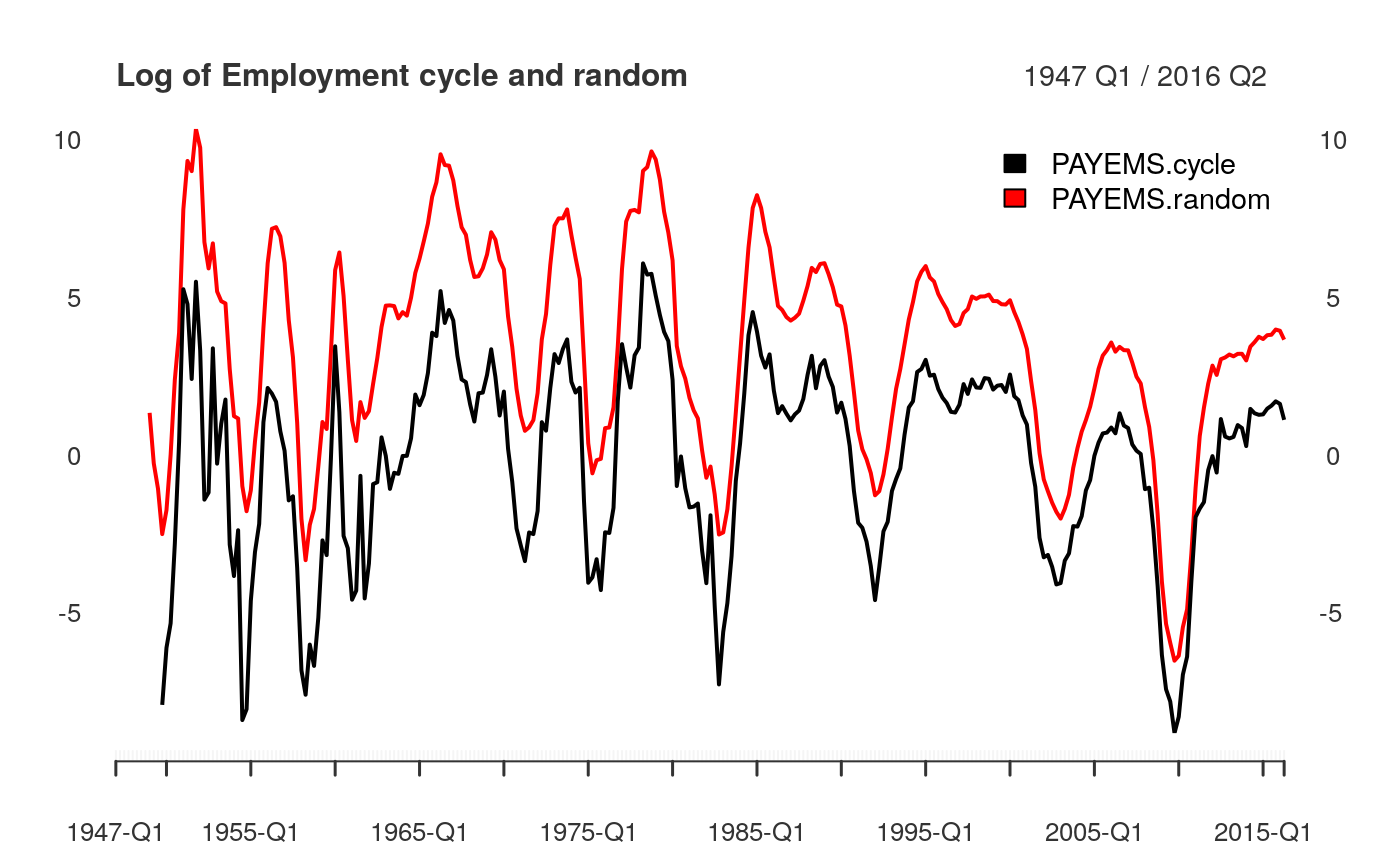 Log of Employment cycle and random 1947 Q1 / 2016 Q2
10 10
PAYEMS.cycle
PAYEMS.random
5 5
0 0
-5 -5
1947-Q1 1955-Q1 1965-Q1 1975-Q1 1985-Q1 1995-Q1 2005-Q1 2015-Q1